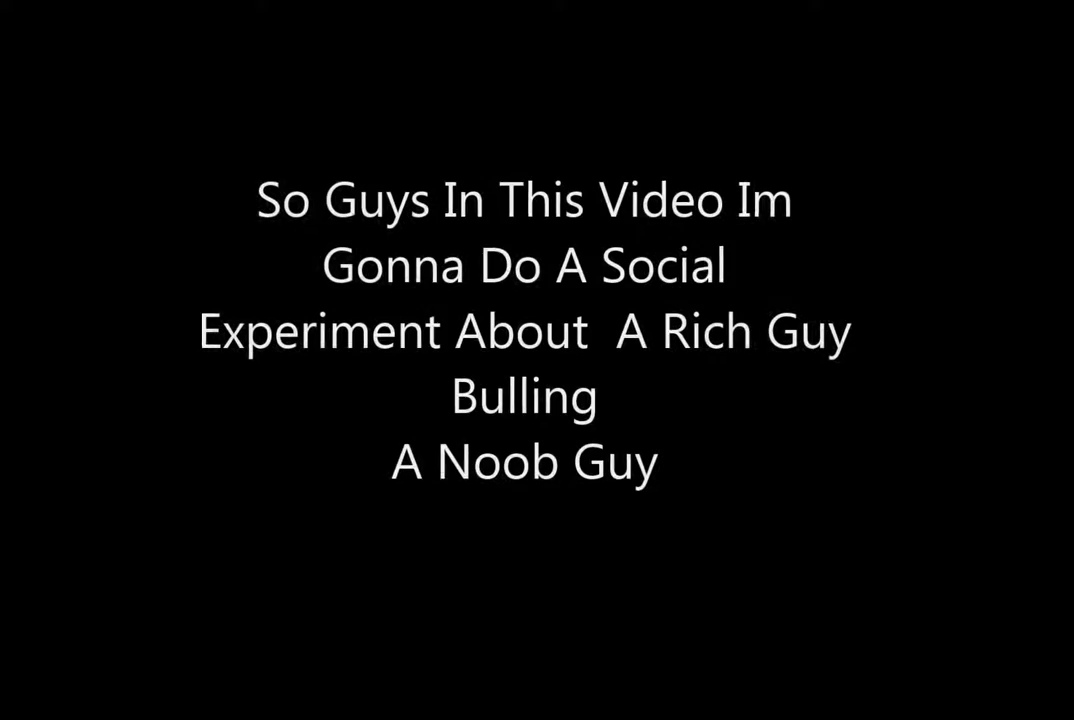 So Guys In This Video Im
Gonna Do A Social
Experiment About  A Rich Guy
Bulling
A Noob Guy